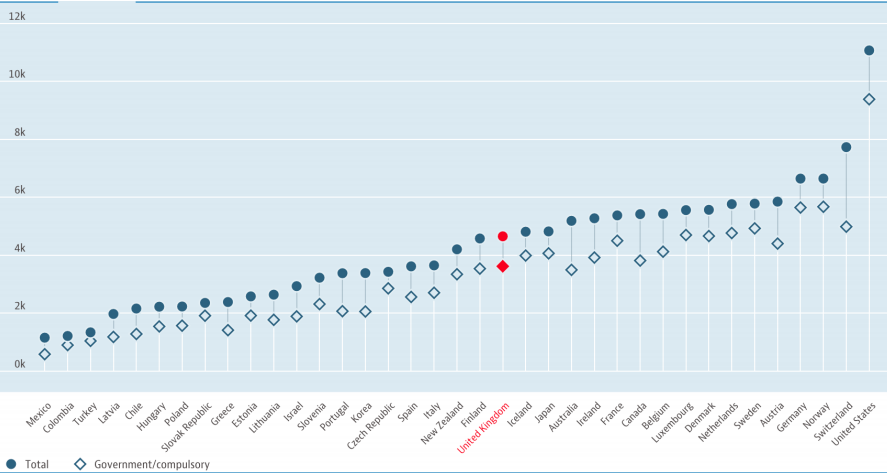 12k
10k
8k
6k
4k
2k
0k
Mexico
Colombia
Turkey
Latvia
Chile
Hungary
Poland
Slovak Republic
Greece
Estonia
Lithuania
Israel
Slovenia
Portugal
Korea
Czech Republic
Spain
Italy
New Zealand
Finland
United Kingdom
Iceland
Japan
Australia
Ireland
France
Canada
Belgium
Luxembourg
Denmark
Netherlands
Sweden
Austria
Germany
Norway
Switzerland
United States
Total Government/compulsory